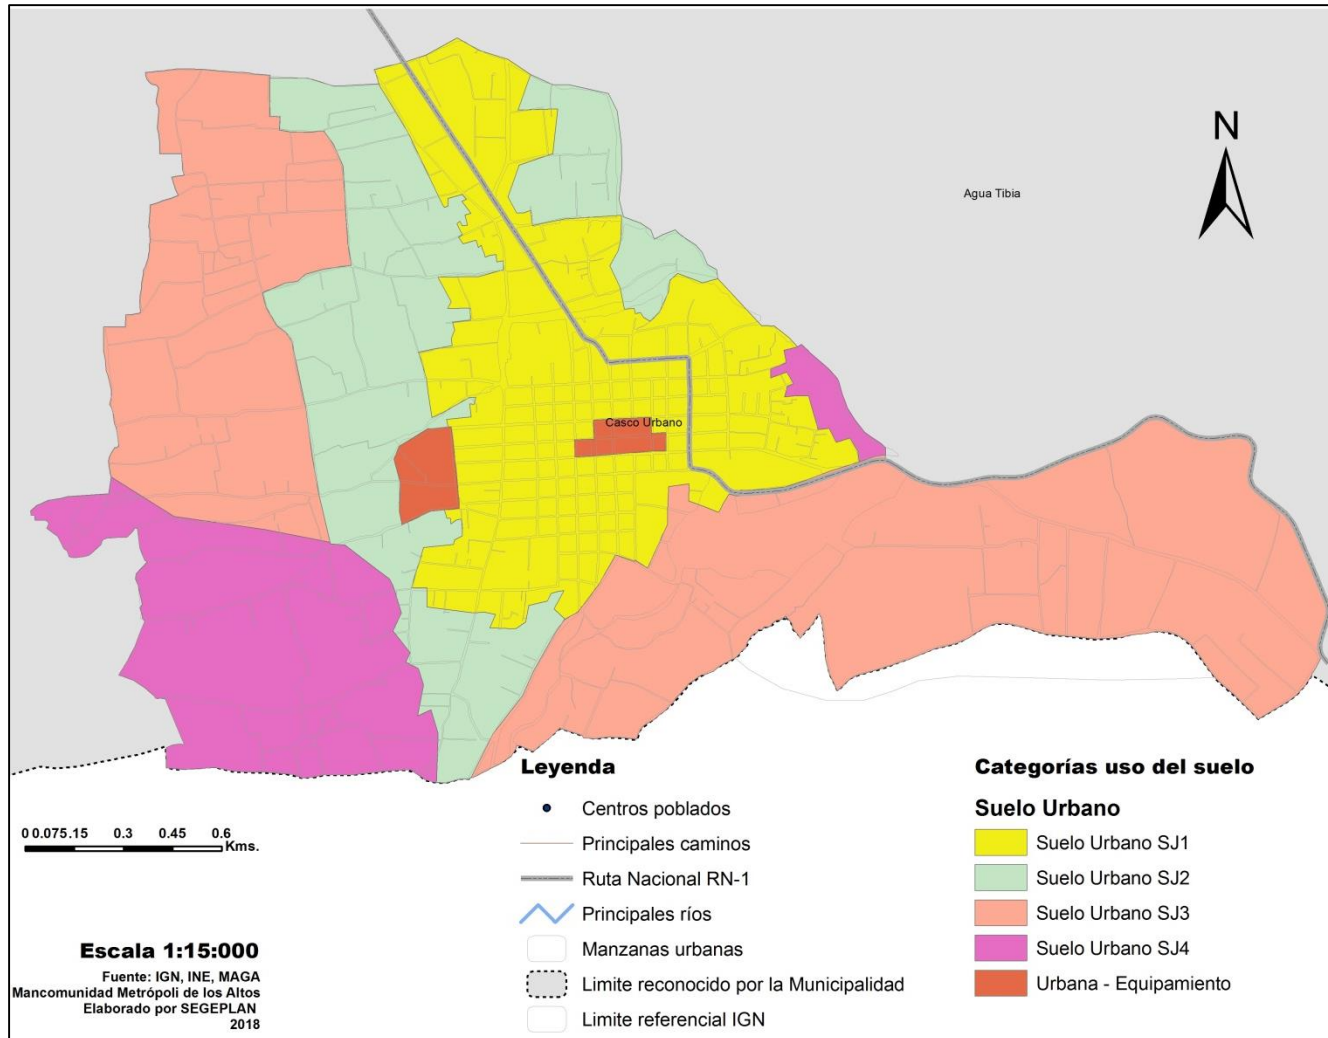 N
Agua Tibia
Casco Urbano
Leyenda
Centros poblados
Principales caminos
Ruta Nacional RN-1
Principales ríos
Manzanas urbanas
Limite reconocido por la Municipalidad
Limite referencial IGN
Categorías uso del suelo
Suelo Urbano
Suelo Urbano SJ1
Suelo Urbano SJ2
Suelo Urbano SJ3
Suelo Urbano SJ4
Urbana - Equipamiento
0 0.075.15 0.3 0.45 0.6
Kms.
Escala 1:15:000
Fuente: IGN, INE, MAGA
Mancomunidad Metrópoli de los Altos
Elaborado por SEGEPLAN
2018